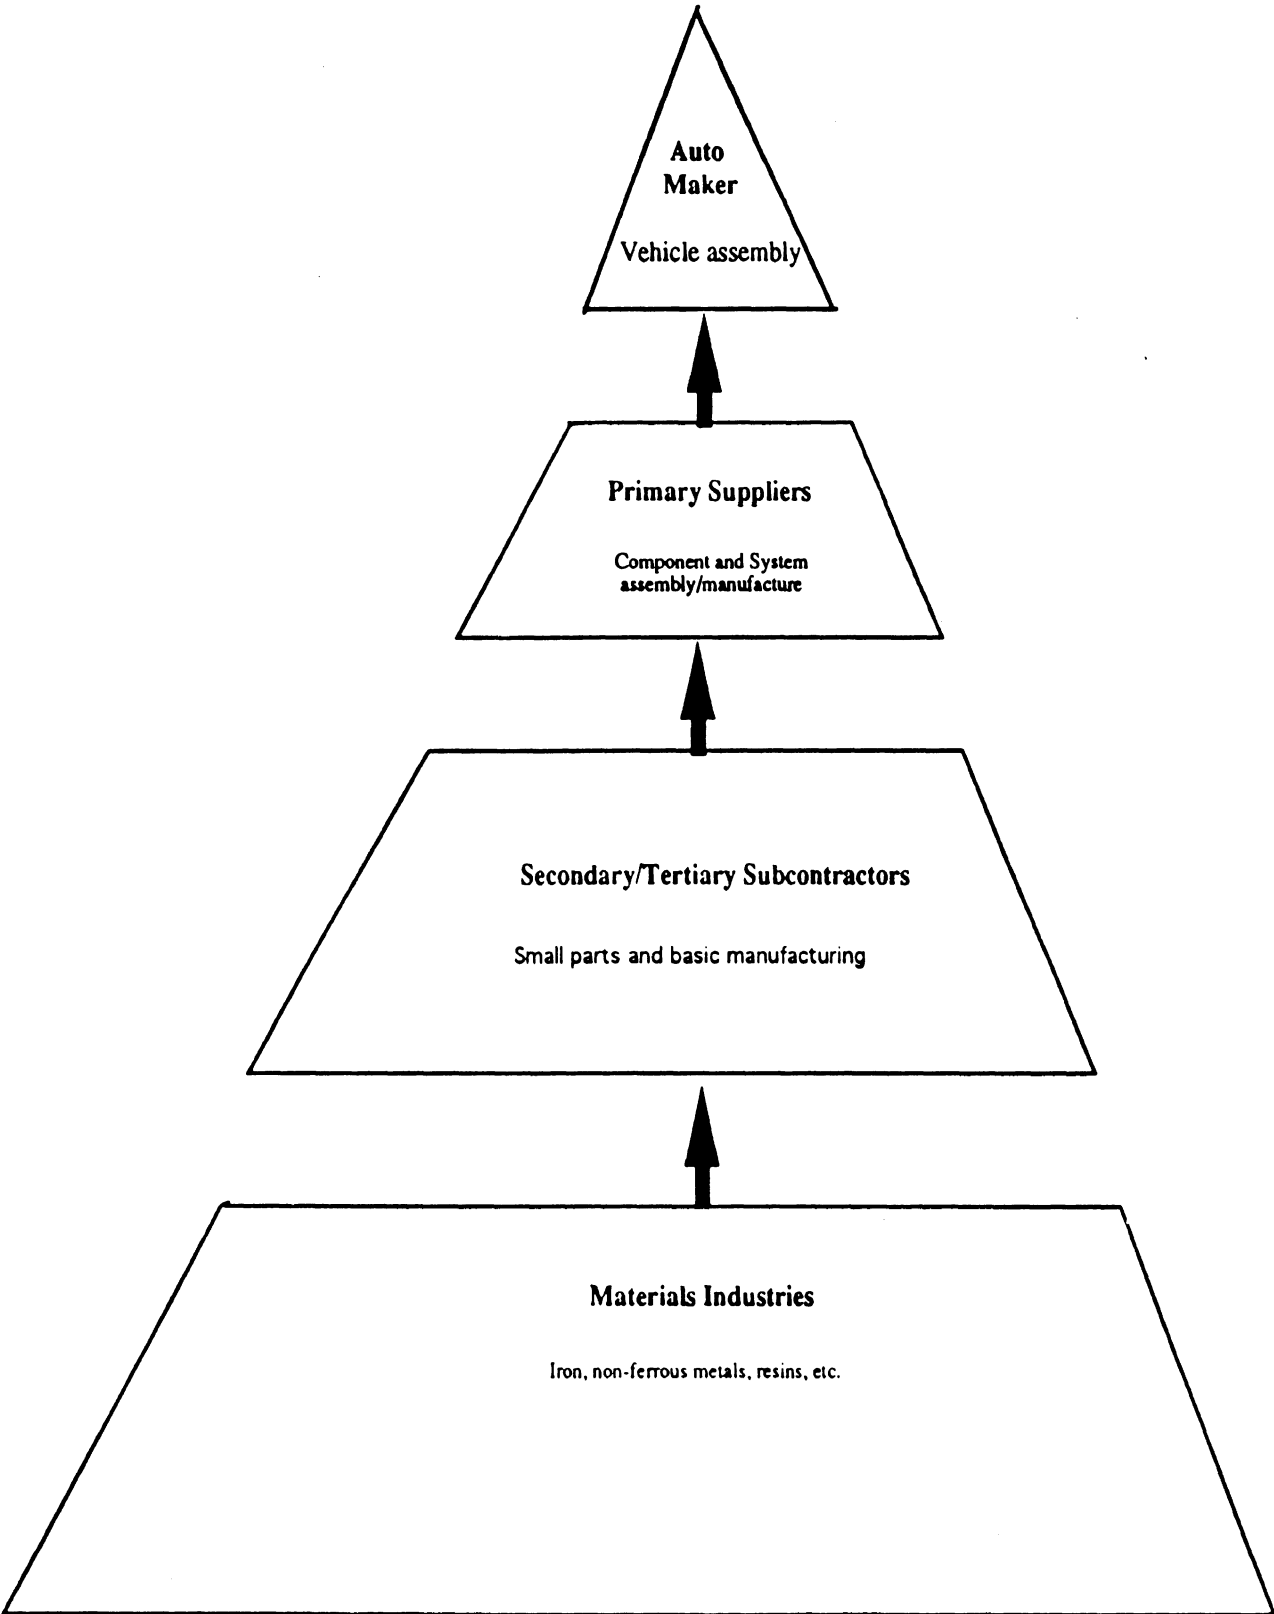 Auto
Maker
Vehicle assembly
Primary Suppliers
Component and System
assembly/manufacture
Secondary/Tertiary Subcontractors
Small parts and basic manufacturing
Materials Industries
Iron, non-ferrous metals, resins, etc.